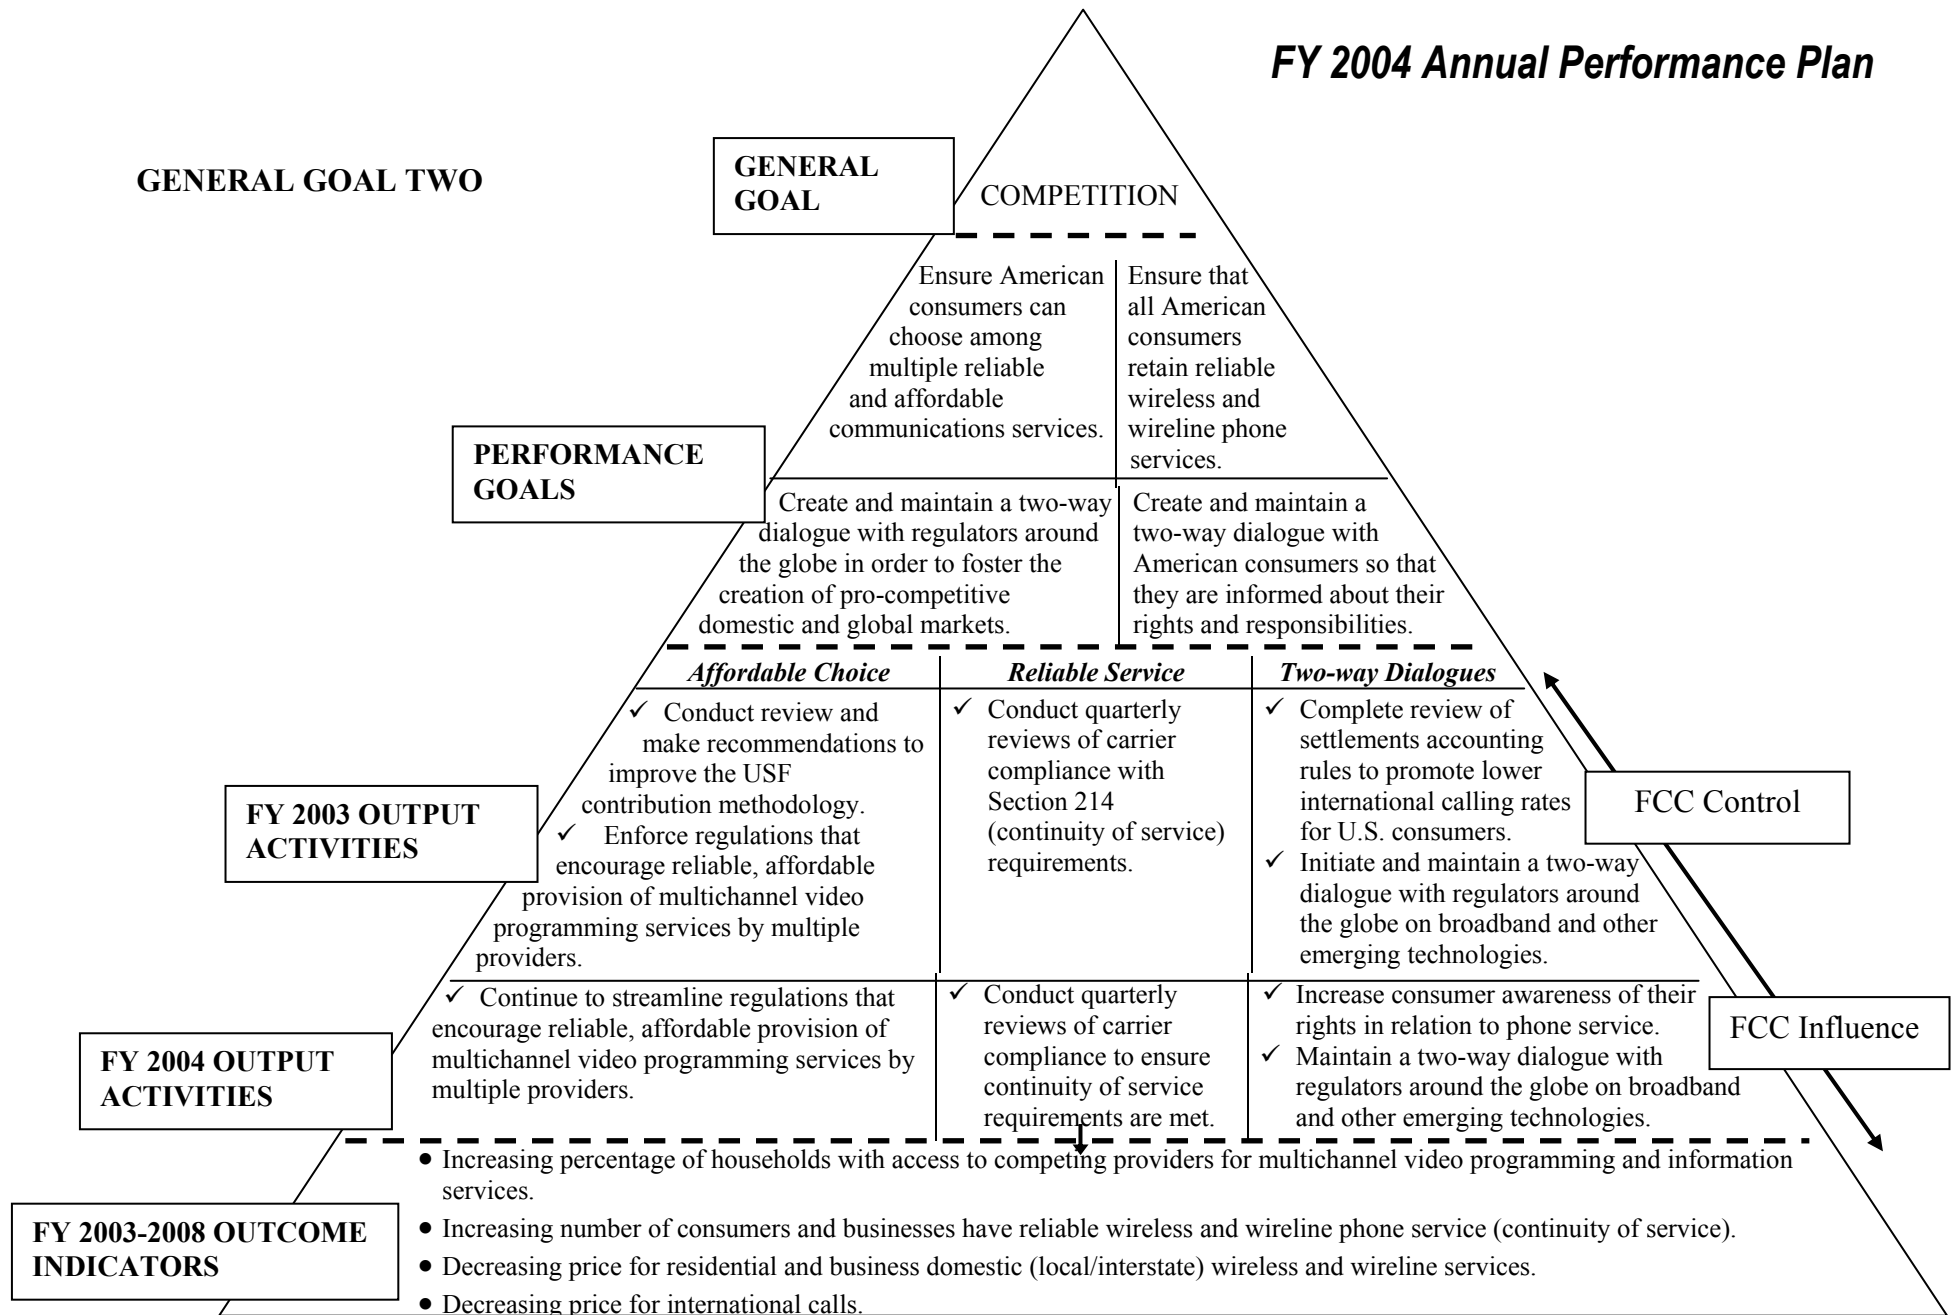 FY 2004 Annual Performance Plan
GENERAL GOAL TWO
GENERAL
GOAL
COMPETITION
Ensure American
consumers can
choose among
multiple reliable
and affordable
communications services.
Ensure that
all American
consumers
retain reliable
wireless and
wireline phone
services.
PERFORMANCE
GOALS
Create and maintain a two-way
dialogue with regulators around
the globe in order to foster the
creation of pro-competitive
domestic and global markets.
Create and maintain a
two-way dialogue with
American consumers so that
they are informed about their
rights and responsibilities.
Affordable Choice
Reliable Service
Two-way Dialogues
FY 2003 OUTPUT
ACTIVITIES
✓ Conduct review and
make recommendations to
improve the USF
contribution methodology.
✓ Enforce regulations that
encourage reliable, affordable
provision of multichannel video
programming services by multiple
providers.
✓ Conduct quarterly
reviews of carrier
compliance with
Section 214
(continuity of service)
requirements.
✓ Complete review of
settlements accounting
rules to promote lower
international calling rates
for U.S. consumers.
✓ Initiate and maintain a two-way
dialogue with regulators around
the globe on broadband and other
emerging technologies.
FCC Control
FY 2004 OUTPUT
ACTIVITIES
✓ Continue to streamline regulations that
encourage reliable, affordable provision of
multichannel video programming services by
multiple providers.
✓ Conduct quarterly
reviews of carrier
compliance to ensure
continuity of service
requirements are met.
✓ Increase consumer awareness of their
rights in relation to phone service.
✓ Maintain a two-way dialogue with
regulators around the globe on broadband
and other emerging technologies.
FCC Influence
FY 2003-2008 OUTCOME
INDICATORS
• Increasing percentage of households with access to competing providers for multichannel video programming and information
services.
• Increasing number of consumers and businesses have reliable wireless and wireline phone service (continuity of service).
• Decreasing price for residential and business domestic (local/interstate) wireless and wireline services.
• Decreasing price for international calls.